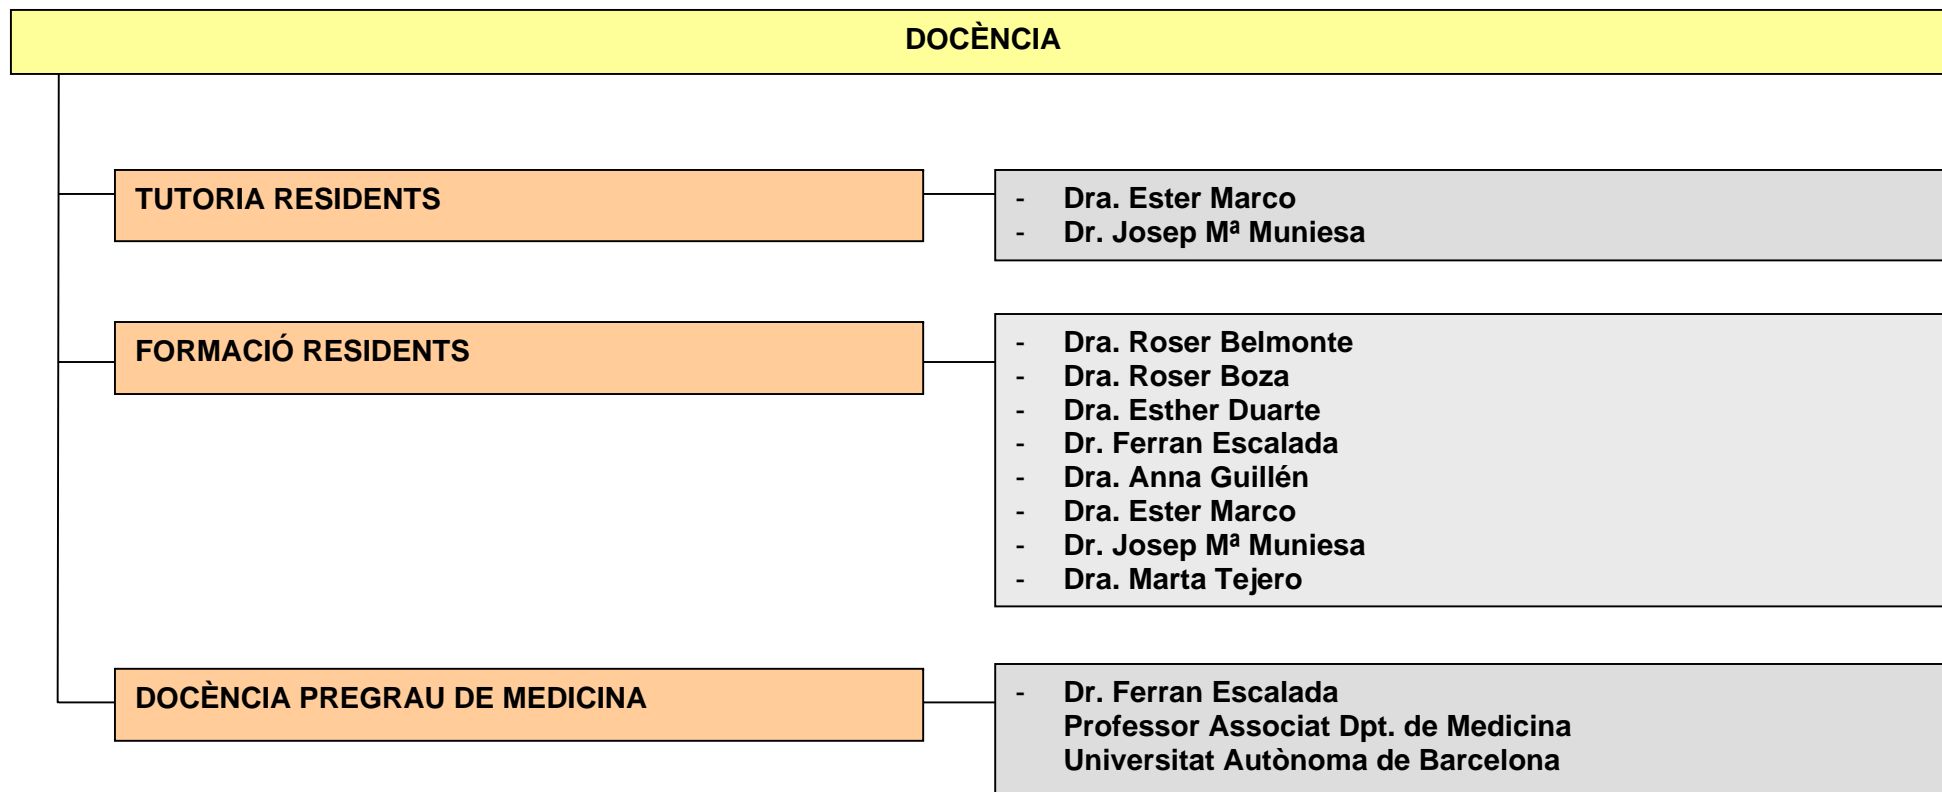 DOCÈNCIA
TUTORIA RESIDENTS
- Dra. Ester Marco
- Dr. Josep Mª Muniesa
FORMACIÓ RESIDENTS
- Dra. Roser Belmonte
- Dra. Roser Boza
- Dra. Esther Duarte
- Dr. Ferran Escalada
- Dra. Anna Guillén
- Dra. Ester Marco
- Dr. Josep Mª Muniesa
- Dra. Marta Tejero
DOCÈNCIA PREGRAU DE MEDICINA
- Dr. Ferran Escalada
Professor Associat Dpt. de Medicina
Universitat Autònoma de Barcelona